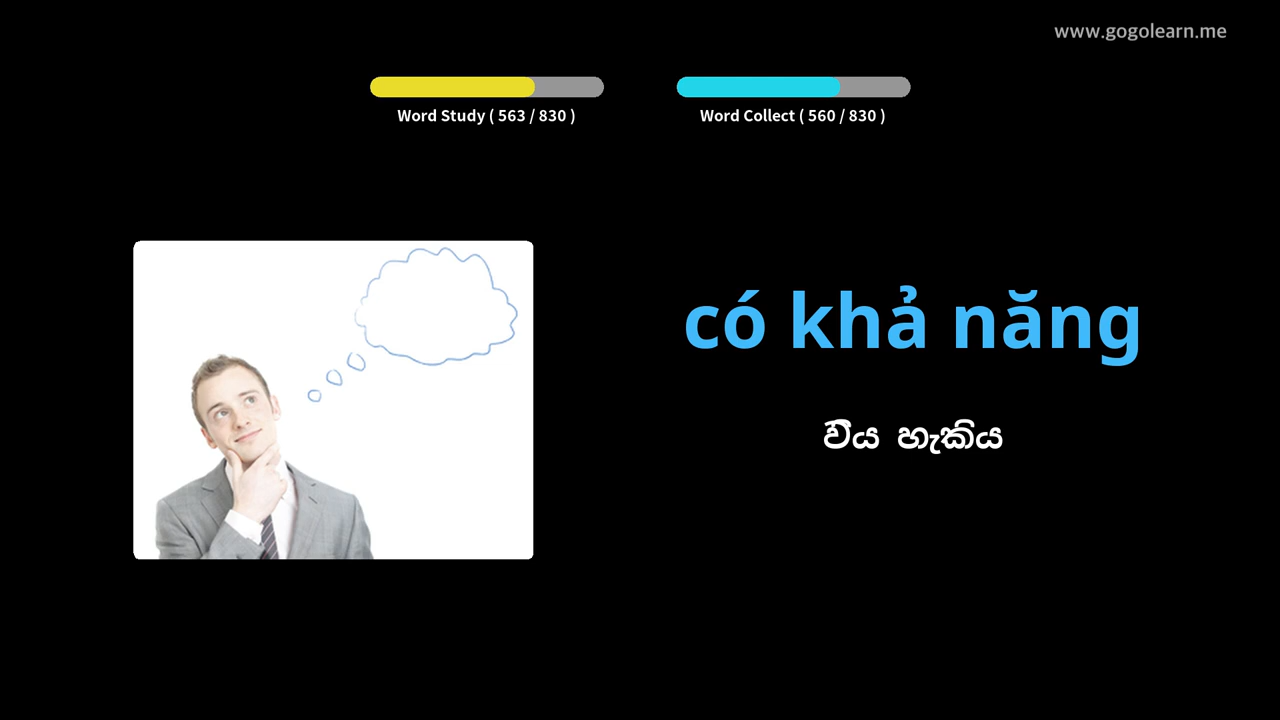 www.gogolearn.me
Word Study ( 563 / 830 )
Word Collect ( 560 / 830 )
có khả năng
විය හැකිය